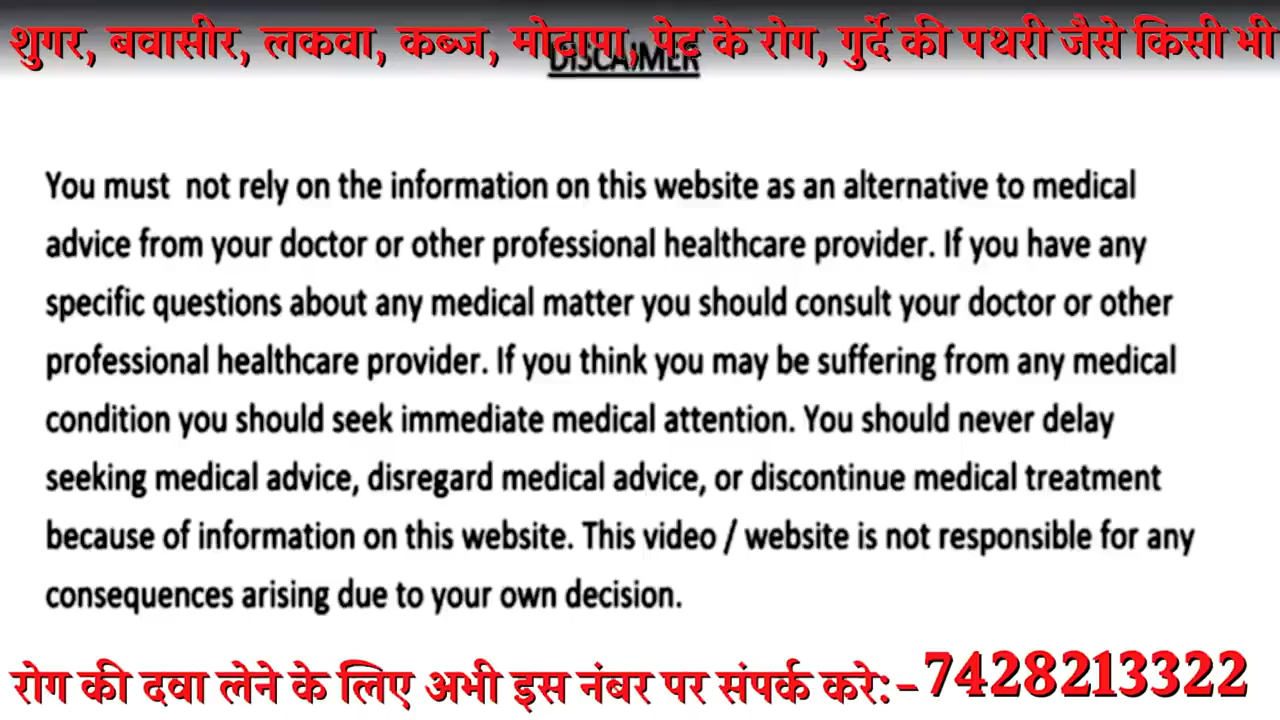 शुगर, बवासीर, लकवा, कब्ज, मोटापा, पेट के रोग, गुर्दे की पथरी जैसे किसी भी
DISCAIMER
You must not rely on the information on this website as an alternative to medical
advice from your doctor or other professional healthcare provider. If you have any
specific questions about any medical matter you should consult your doctor or other
professional healthcare provider. If you think you may be suffering from any medical
condition you should seek immediate medical attention. You should never delay
seeking medical advice, disregard medical advice, or discontinue medical treatment
because of information on this website. This video / website is not responsible for any
consequences arising due to your own decision.
रोग की दवा लेने के लिए अभी इस नंबर पर संपर्क करे:-7428213322